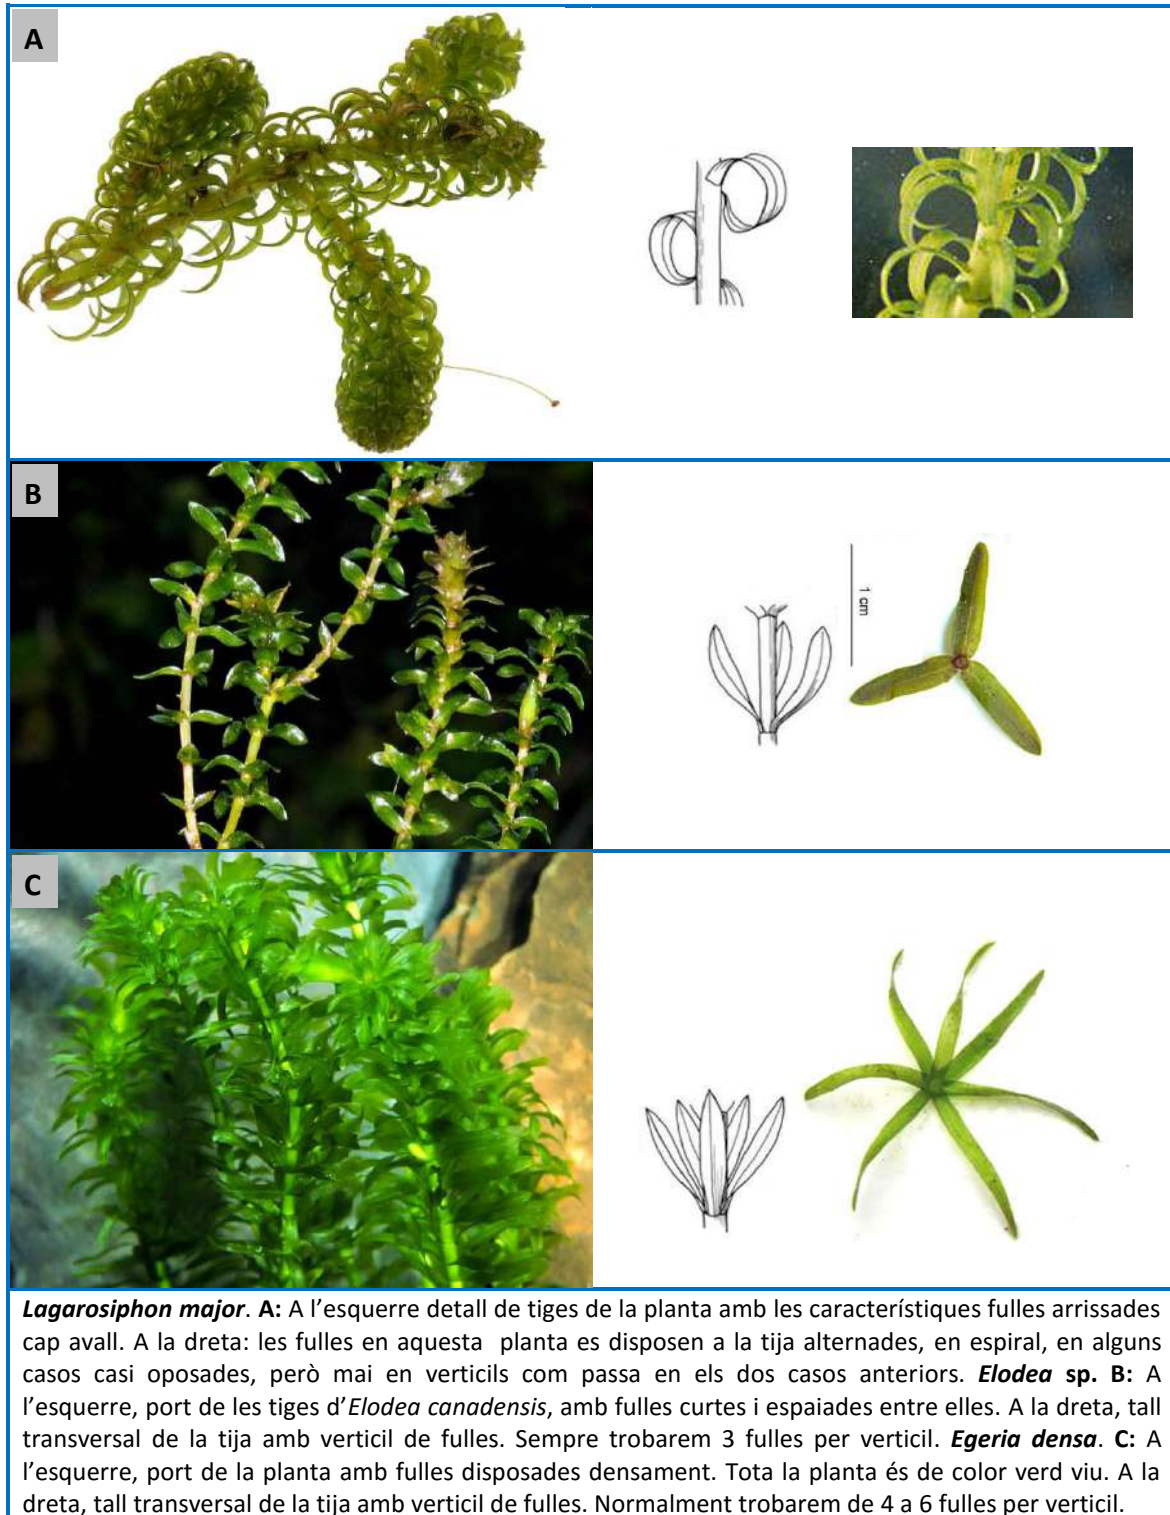 A
B
1 cm
C
Lagarosiphon major. A: A l’esquerre detall de tiges de la planta amb les característiques fulles arrissades
cap avall. A la dreta: les fulles en aquesta planta es disposen a la tija alternades, en espiral, en alguns
casos casi oposades, però mai en verticils com passa en els dos casos anteriors. Elodea sp. B: A
l’esquerre, port de les tiges d’Elodea canadensis, amb fulles curtes i espaiades entre elles. A la dreta, tall
transversal de la tija amb verticil de fulles. Sempre trobarem 3 fulles per verticil. Egeria densa. C: A
l’esquerre, port de la planta amb fulles disposades densament. Tota la planta és de color verd viu. A la
dreta, tall transversal de la tija amb verticil de fulles. Normalment trobarem de 4 a 6 fulles per verticil.